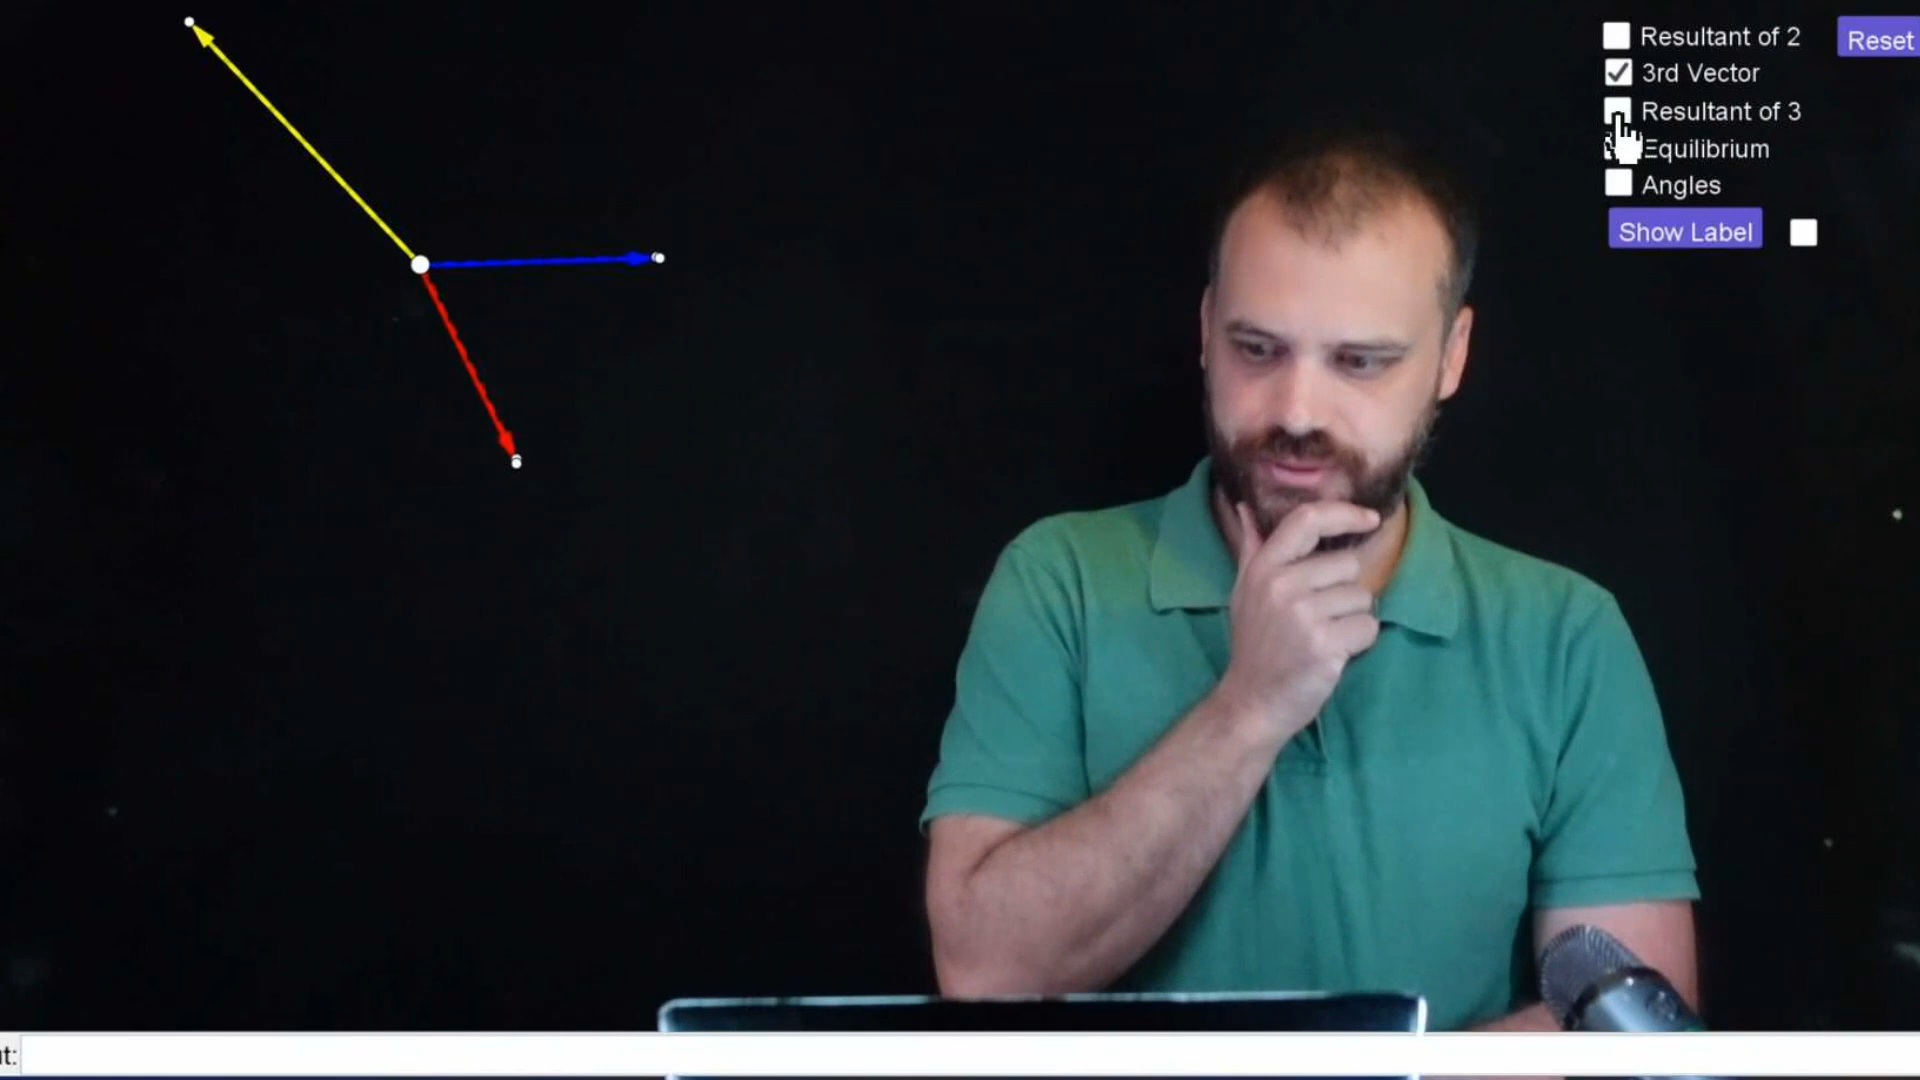 Resultant of 2
Reset
3rd Vector
Resultant of 3
Equilibrium
Angles
Show Label
t: